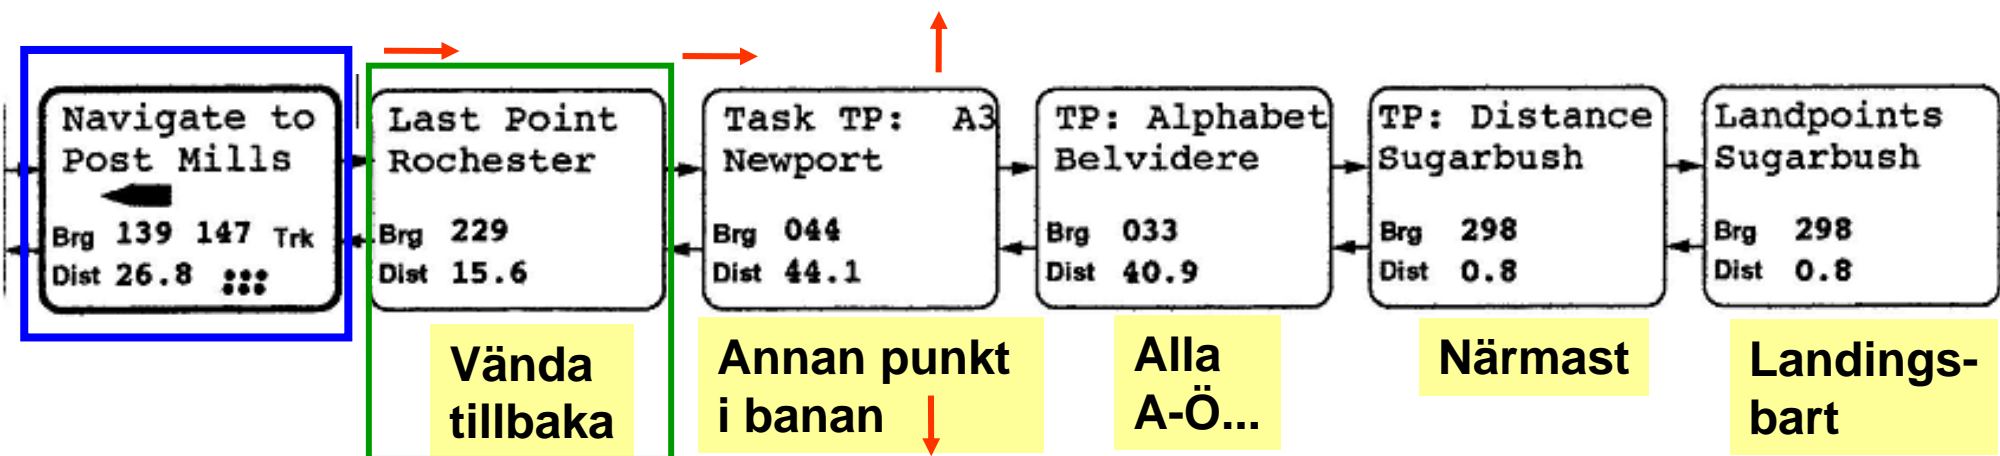 Navigate to
Post Mills
Brg 139 147 Trk
Dist 26.8
Last Point
Rochester
Brg 229
Dist 15.6
Task TP: A3
Newport
Brg 044
Dist 44.1
TP: Alphabet
Belvidere
Brg 033
Dist 40.9
TP: Distance
Sugarbush
Brg 298
Dist 0.8
Landpoints
Sugarbush
Brg 298
Dist 0.8
Vända
tillbaka
Annan punkt
i banan
Alla
A-Ö...
Närmast
Landings-
bart